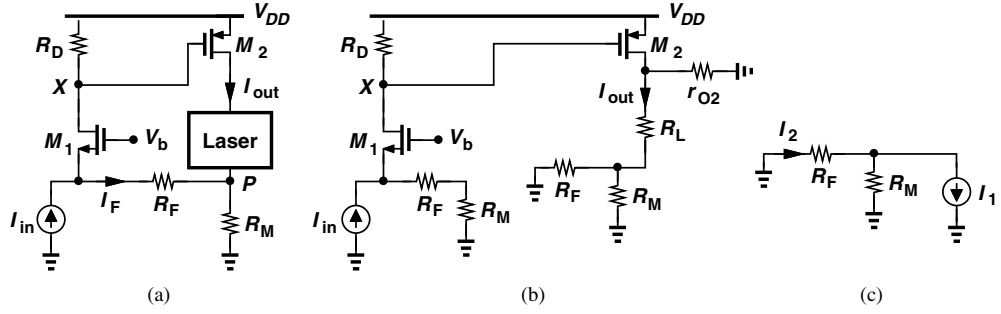 V_DD
R_D
M_2
X
I_out
Laser
M_1
V_b
P
I_F
R_F
I_in
R_M
(a)
V_DD
R_D
M_2
X
I_out
r_O2
R_L
M_1
V_b
R_F
R_M
I_in
R_F
R_M
(b)
I_2
R_F
R_M
I_1
(c)